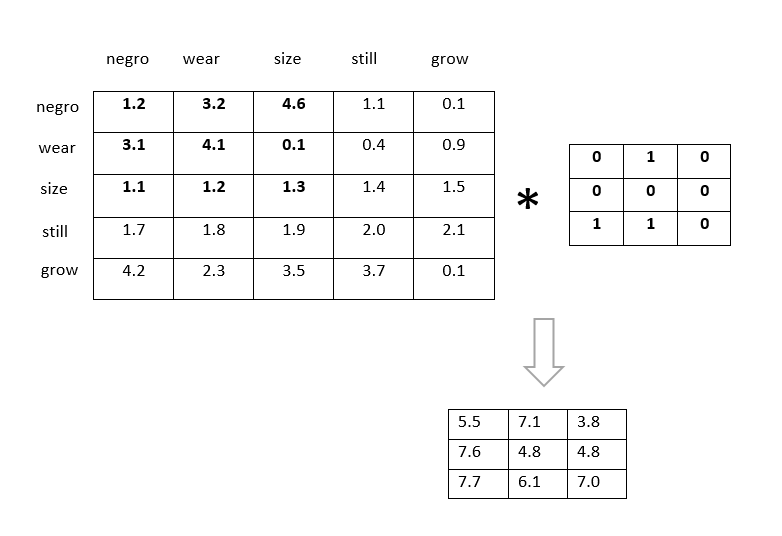 negro wear size still grow
negro 1.2 3.2 4.6 1.1 0.1
wear 3.1 4.1 0.1 0.4 0.9
size 1.1 1.2 1.3 1.4 1.5
still 1.7 1.8 1.9 2.0 2.1
grow 4.2 2.3 3.5 3.7 0.1
*
0 1 0
0 0 0
1 1 0
5.5 7.1 3.8
7.6 4.8 4.8
7.7 6.1 7.0